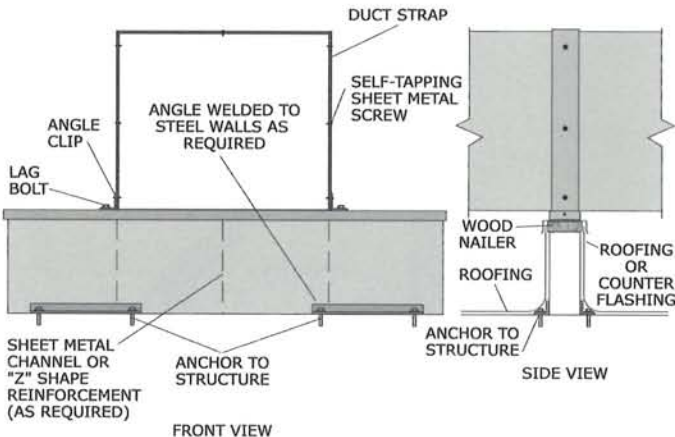 DUCT STRAP
SELF-TAPPING
SHEET METAL
SCREW
ANGLE WELDED TO
STEEL WALLS AS
REQUIRED
ANGLE
CLIP
LAG
BOLT
SHEET METAL
CHANNEL OR
"Z" SHAPE
REINFORCEMENT
(AS REQUIRED)
ANCHOR TO
STRUCTURE
FRONT VIEW
WOOD
NAILER
ROOFING
ROOFING
OR
COUNTER
FLASHING
ANCHOR TO
STRUCTURE
SIDE VIEW